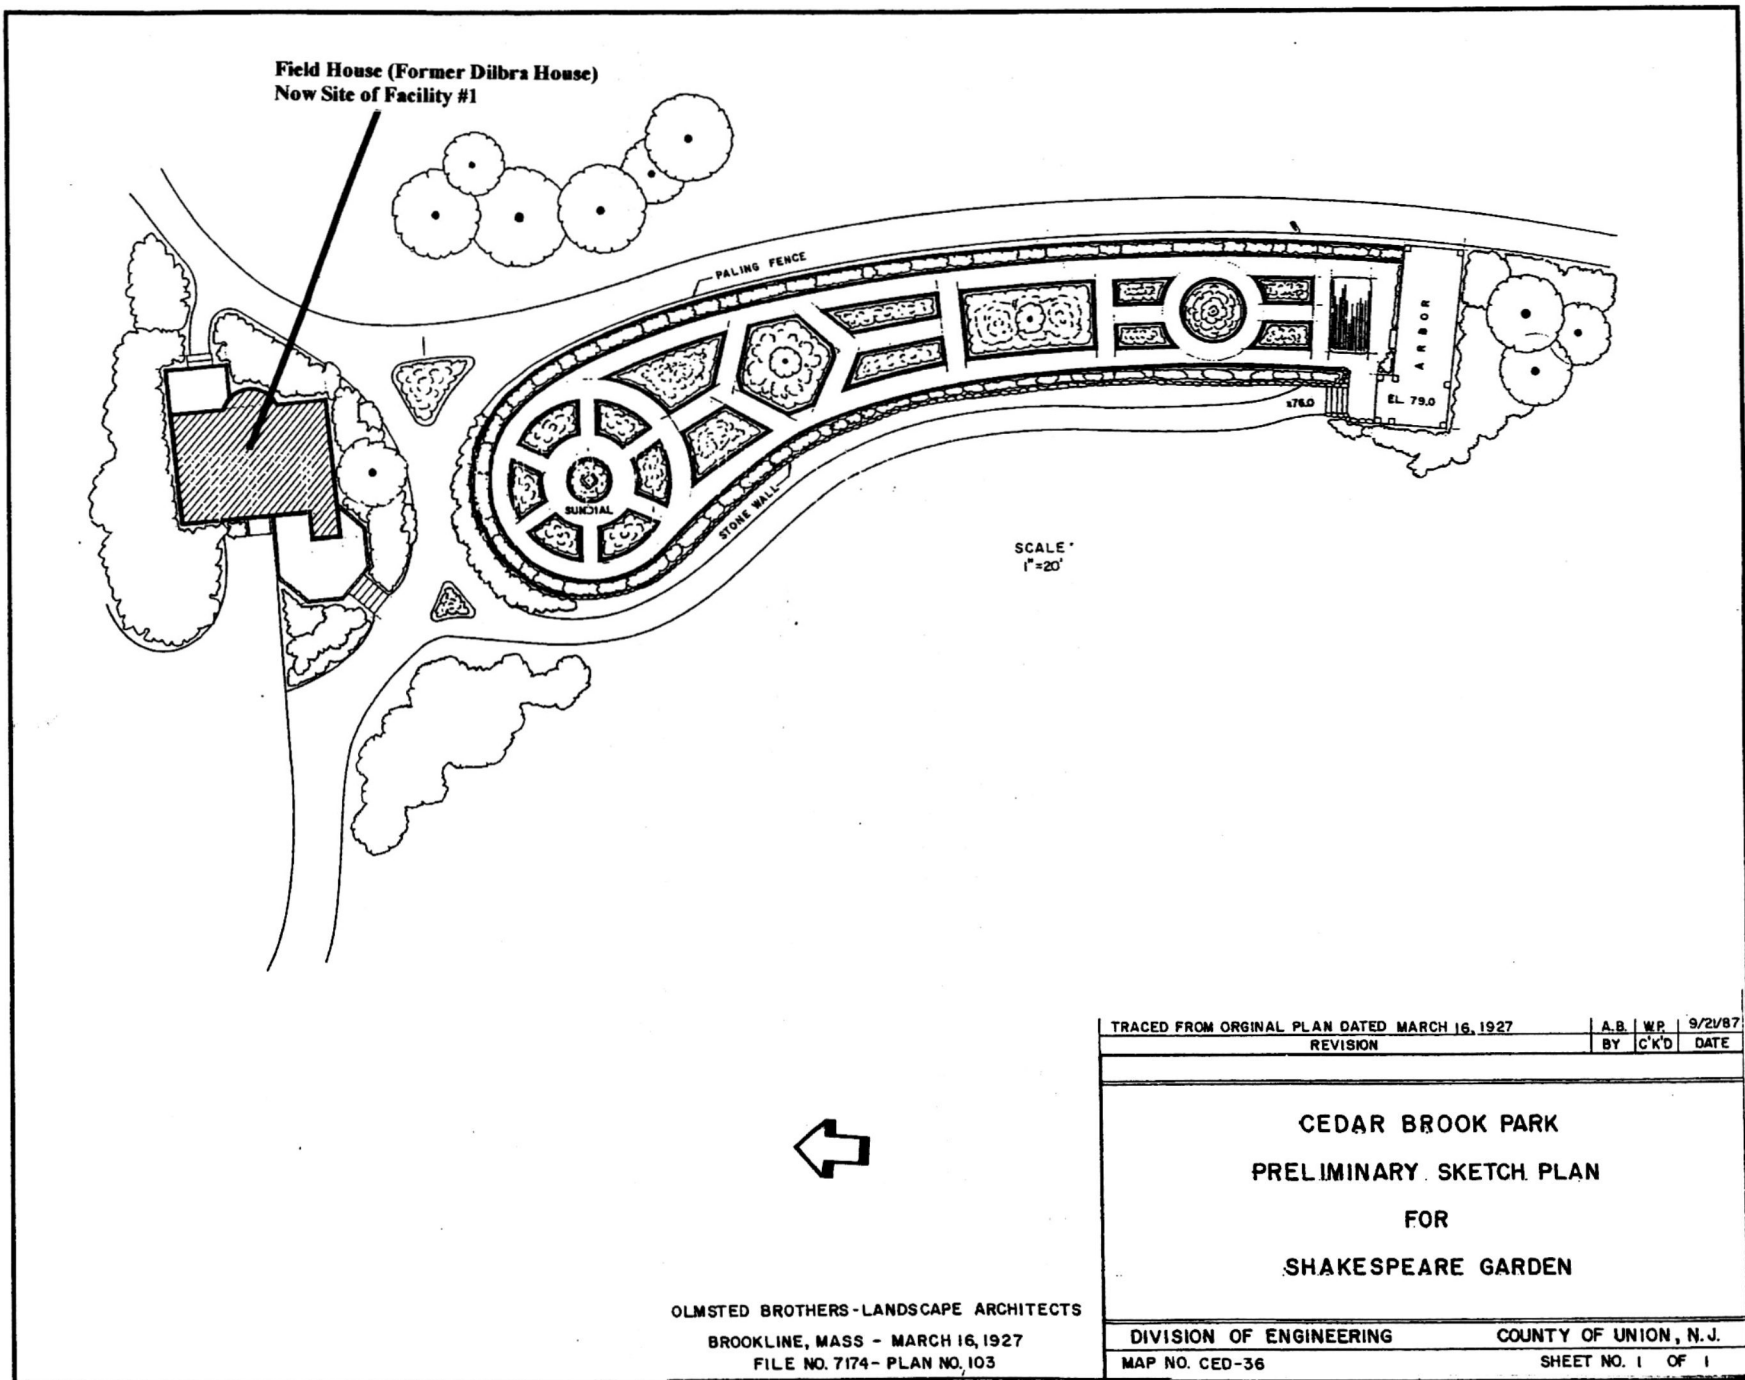 Field House (Former Dilbra House)
Now Site of Facility #1
PALING FENCE
ARBOR
EL. 79.0
x76.0
SUNDIAL
STONE WALL
SCALE
1"=20'
TRACED FROM ORGINAL PLAN DATED MARCH 16, 1927 A.B. W.P. 9/21/87
REVISION BY C'K'D DATE
CEDAR BROOK PARK
PRELIMINARY SKETCH PLAN
FOR
SHAKESPEARE GARDEN
OLMSTED BROTHERS-LANDSCAPE ARCHITECTS
BROOKLINE, MASS - MARCH 16, 1927
FILE NO. 7174- PLAN NO. 103
DIVISION OF ENGINEERING COUNTY OF UNION, N.J.
MAP NO. CED-36 SHEET NO. 1 OF 1